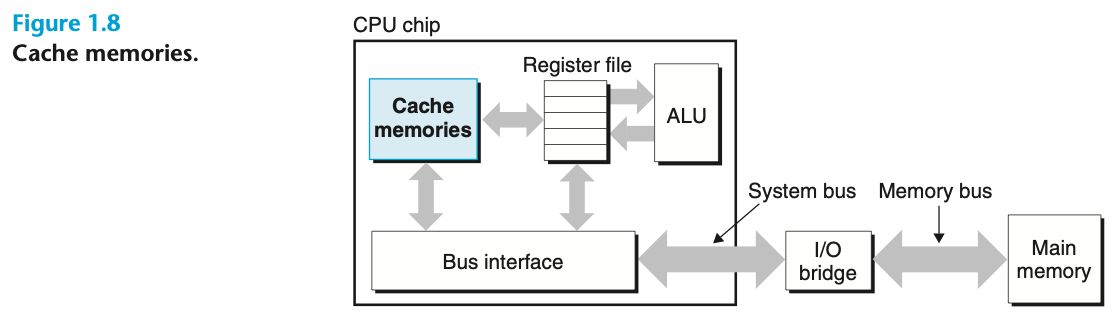 Figure 1.8
Cache memories.
CPU chip
Register file
Cache
memories
ALU
System bus
Memory bus
Bus interface
I/O
bridge
Main
memory